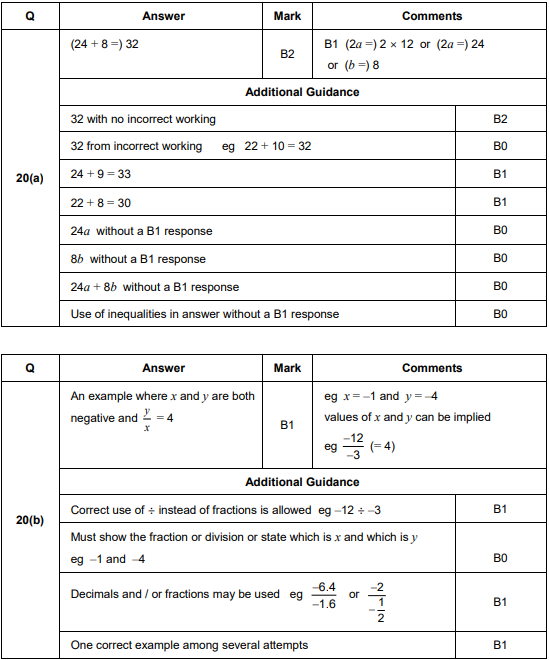 Q Answer Mark Comments
20(a)
(24 + 8 =) 32
B2
B1 (2a =) 2 × 12 or (2a =) 24
or (b =) 8
Additional Guidance
32 with no incorrect working B2
32 from incorrect working eg 22 + 10 = 32 B0
24 + 9 = 33 B1
22 + 8 = 30 B1
24a without a B1 response B0
8b without a B1 response B0
24a + 8b without a B1 response B0
Use of inequalities in answer without a B1 response B0
Q Answer Mark Comments
20(b)
An example where x and y are both
negative and y/x = 4
B1
eg x = –1 and y = –4
values of x and y can be implied
eg –12/–3 (= 4)
Additional Guidance
Correct use of ÷ instead of fractions is allowed eg –12 ÷ –3 B1
Must show the fraction or division or state which is x and which is y
eg –1 and –4 B0
Decimals and / or fractions may be used eg –6.4/–1.6 or –2/–1/2 B1
One correct example among several attempts B1